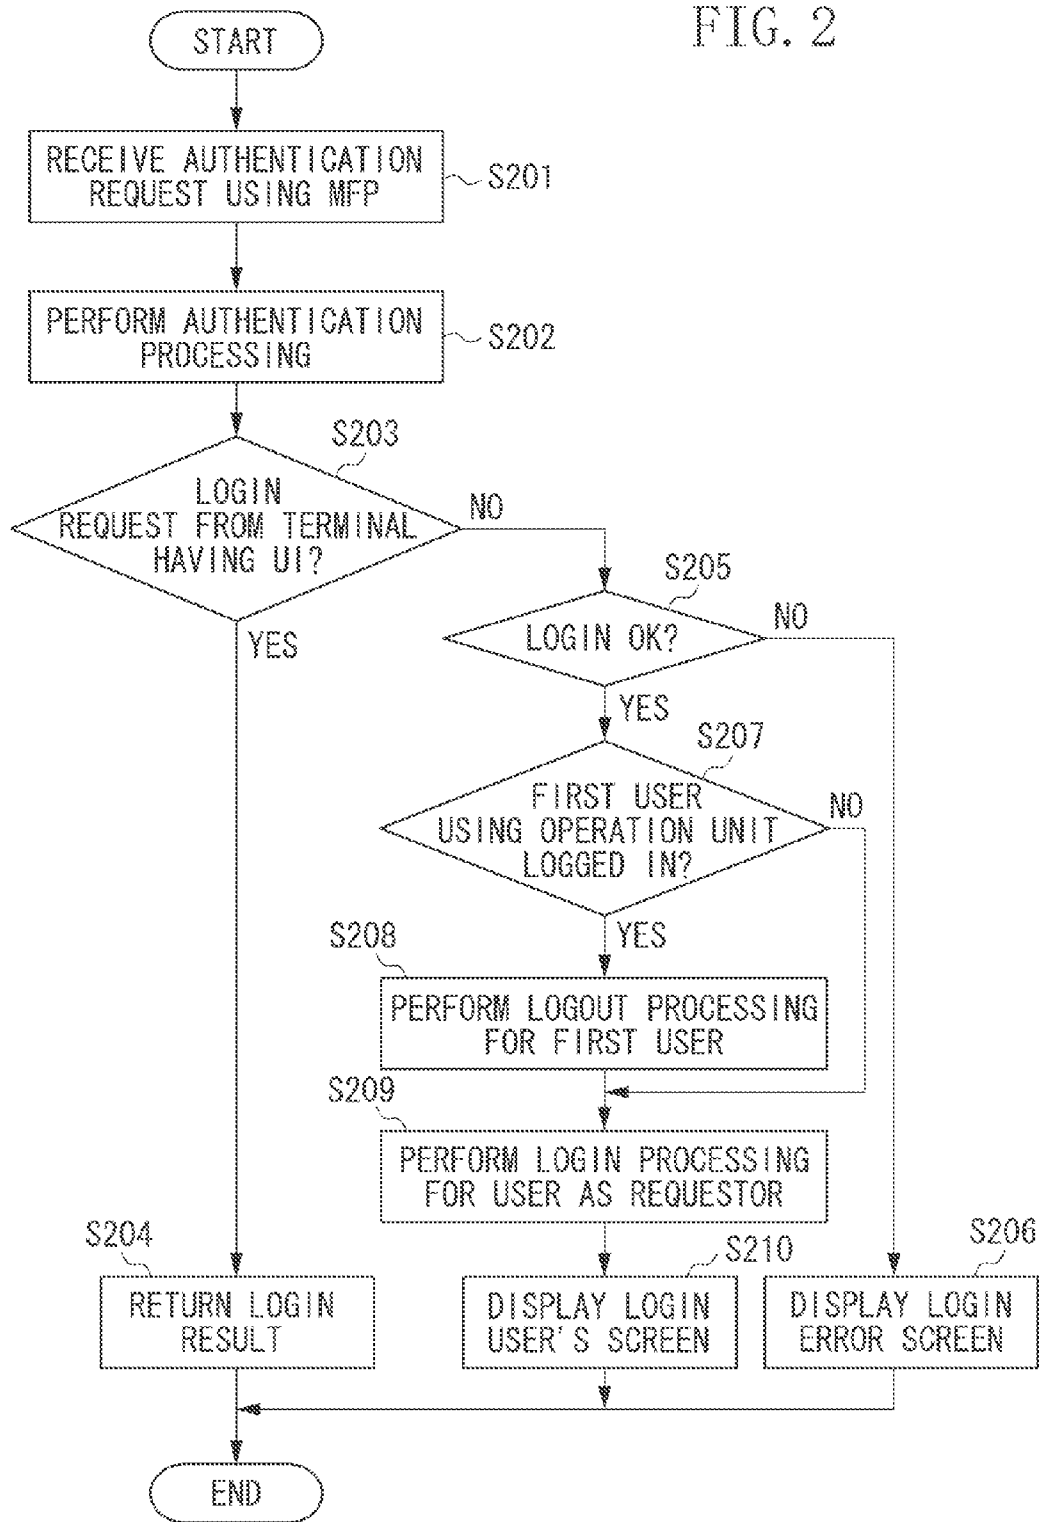 FIG. 2
START
RECEIVE AUTHENTICATION
REQUEST USING MFP
S201
PERFORM AUTHENTICATION
PROCESSING
S202
S203
LOGIN
REQUEST FROM TERMINAL
HAVING UI?
NO
YES
S205
LOGIN OK?
NO
YES
S207
FIRST USER
USING OPERATION UNIT
LOGGED IN?
NO
YES
S208
PERFORM LOGOUT PROCESSING
FOR FIRST USER
S209
PERFORM LOGIN PROCESSING
FOR USER AS REQUESTOR
S204
RETURN LOGIN
RESULT
S210
DISPLAY LOGIN
USER'S SCREEN
S206
DISPLAY LOGIN
ERROR SCREEN
END